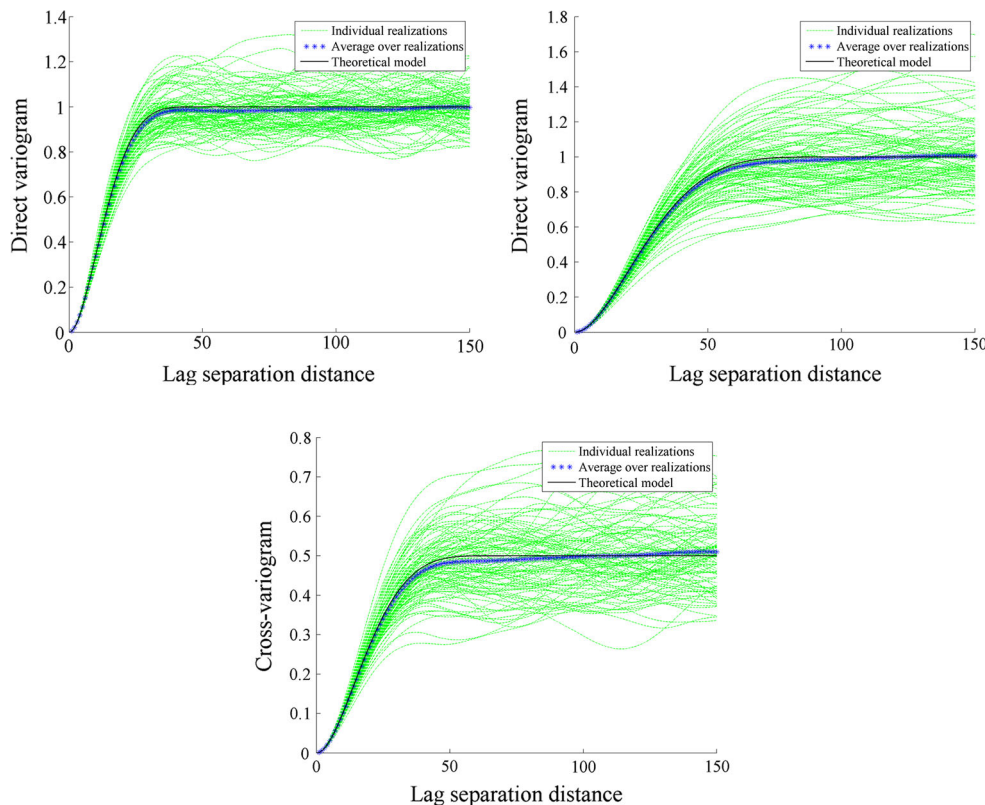 1.4
1.2
1
0.8
0.6
0.4
0.2
0
Direct variogram
Individual realizations
Average over realizations
Theoretical model
0 50 100 150
Lag separation distance
1.8
1.6
1.4
1.2
1
0.8
0.6
0.4
0.2
0
Direct variogram
Individual realizations
Average over realizations
Theoretical model
0 50 100 150
Lag separation distance
0.8
0.7
0.6
0.5
0.4
0.3
0.2
0.1
0
Cross-variogram
Individual realizations
Average over realizations
Theoretical model
0 50 100 150
Lag separation distance